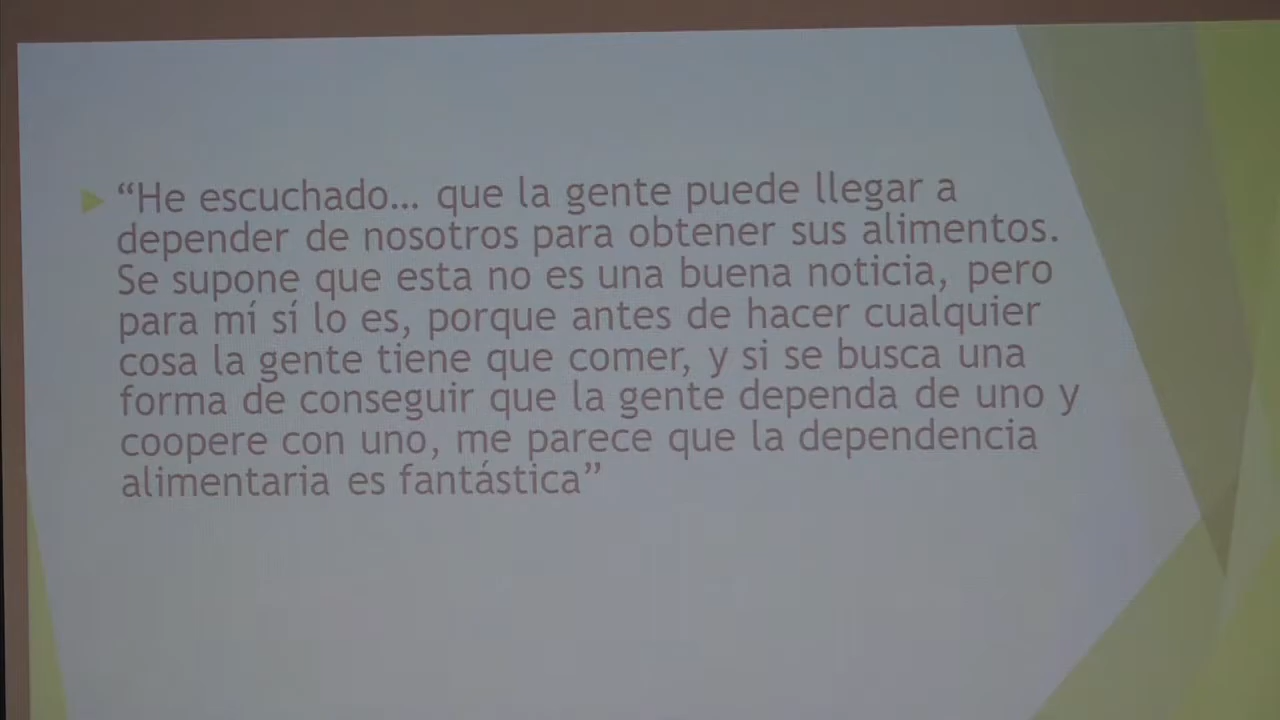 “He escuchado... que la gente puede llegar a
depender de nosotros para obtener sus alimentos.
Se supone que esta no es una buena noticia, pero
para mí sí lo es, porque antes de hacer cualquier
cosa la gente tiene que comer, y si se busca una
forma de conseguir que la gente dependa de uno y
coopere con uno, me parece que la dependencia
alimentaria es fantástica”